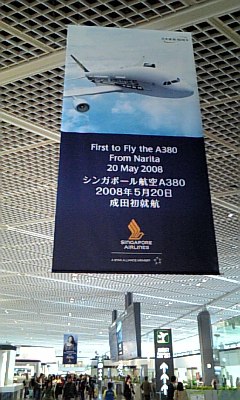 First to Fly the A380
From Narita
20 May 2008
シンガポール航空A380
2008年5月20日
成田初就航
SINGAPORE
AIRLINES
A STAR ALLIANCE MEMBER